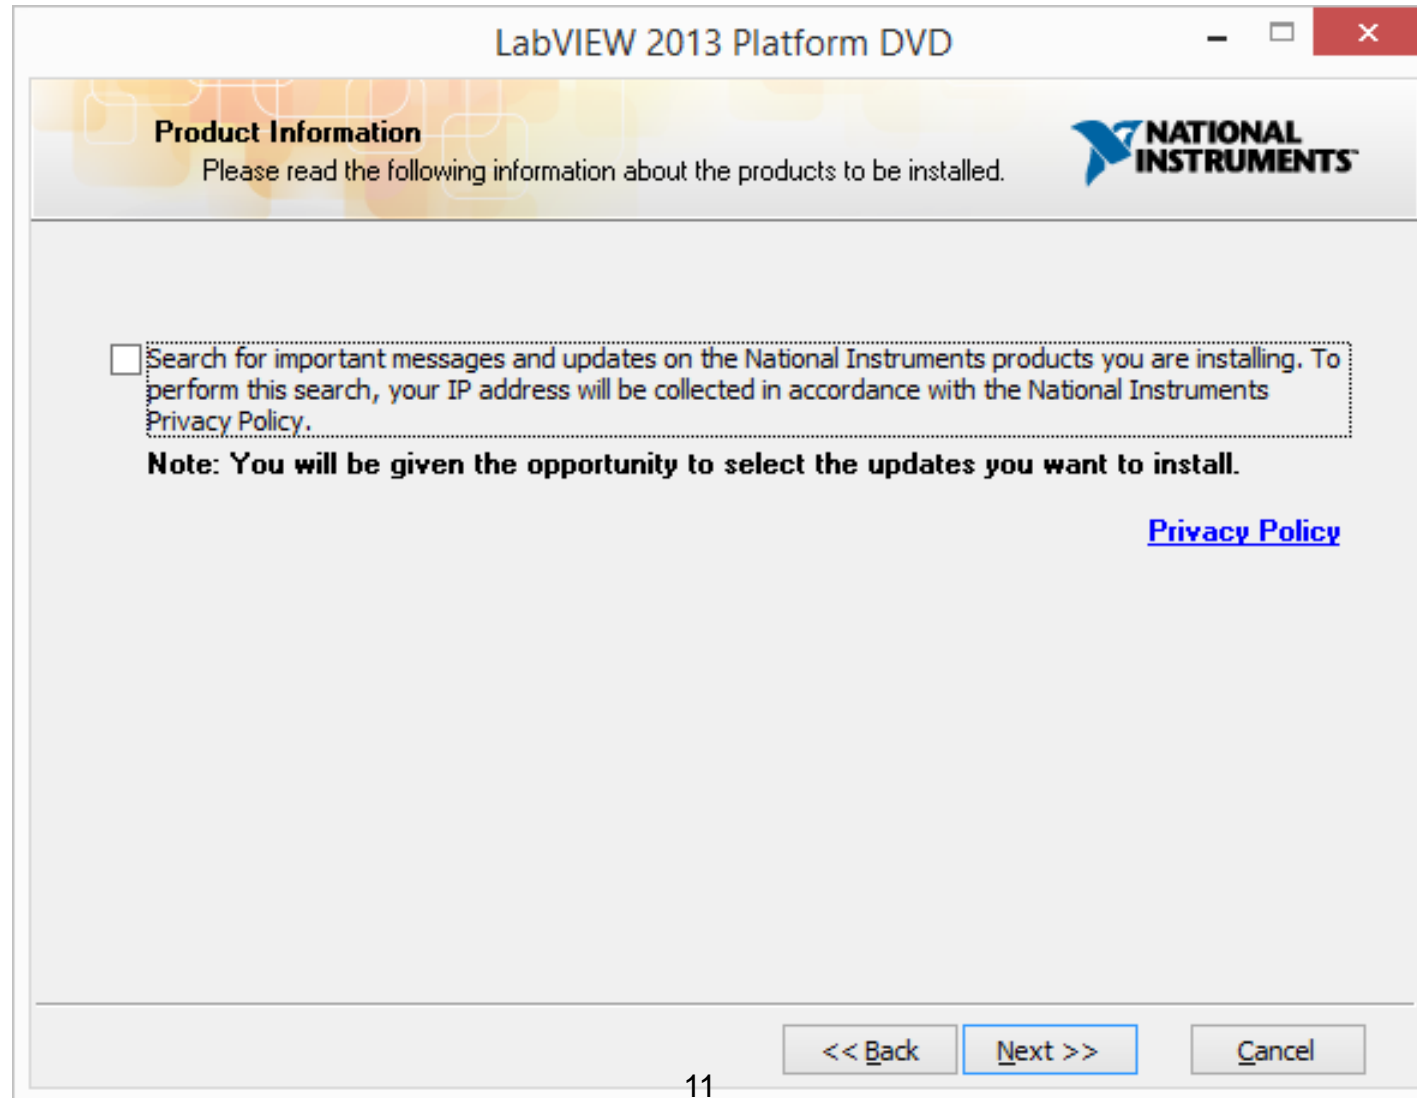 LabVIEW 2013 Platform DVD
Product Information
Please read the following information about the products to be installed.
NATIONAL
INSTRUMENTS™
Search for important messages and updates on the National Instruments products you are installing. To
perform this search, your IP address will be collected in accordance with the National Instruments
Privacy Policy.
Note: You will be given the opportunity to select the updates you want to install.
Privacy Policy
<< Back
Next >>
Cancel
11